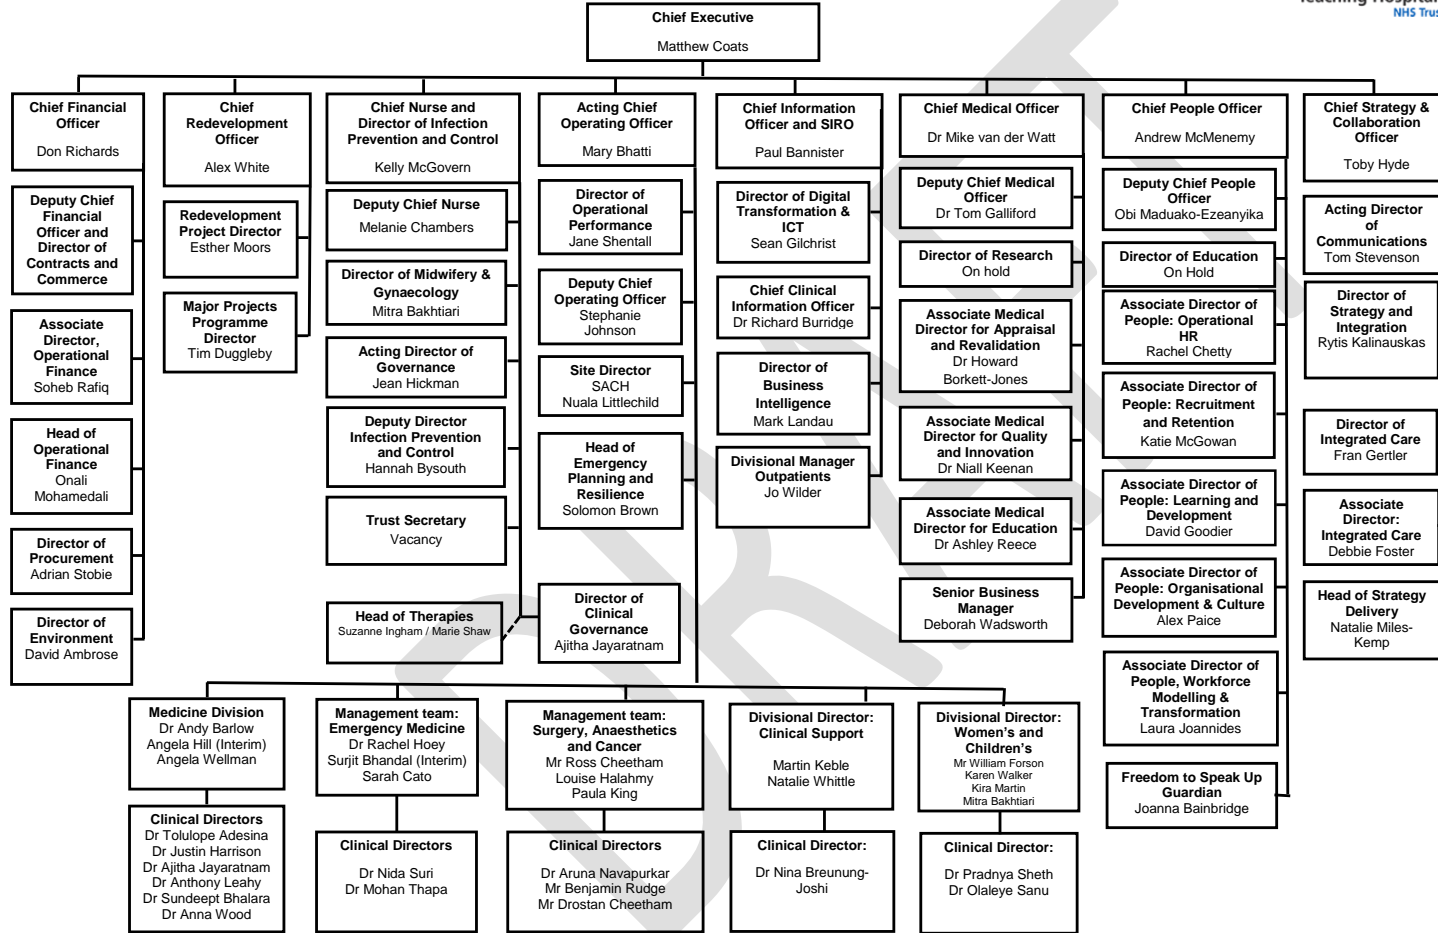 Teaching Hospital
NHS Trus
Chief Executive
Matthew Coats
Chief Financial
Officer
Don Richards
Deputy Chief
Financial
Officer and
Director of
Contracts and
Commerce
Associate
Director,
Operational
Finance
Soheb Rafiq
Head of
Operational
Finance
Onali
Mohamedali
Director of
Procurement
Adrian Stobie
Director of
Environment
David Ambrose
Chief
Redevelopment
Officer
Alex White
Redevelopment
Project Director
Esther Moors
Major Projects
Programme
Director
Tim Duggleby
Chief Nurse and
Director of Infection
Prevention and Control
Kelly McGovern
Deputy Chief Nurse
Melanie Chambers
Director of Midwifery &
Gynaecology
Mitra Bakhtiari
Acting Director of
Governance
Jean Hickman
Deputy Director
Infection Prevention
and Control
Hannah Bysouth
Trust Secretary
Vacancy
Head of Therapies
Suzanne Ingham / Marie Shaw
Acting Chief
Operating Officer
Mary Bhatti
Director of
Operational
Performance
Jane Shentall
Deputy Chief
Operating Officer
Stephanie
Johnson
Site Director
SACH
Nuala Littlechild
Head of
Emergency
Planning and
Resilience
Solomon Brown
Director of
Clinical
Governance
Ajitha Jayaratnam
Chief Information
Officer and SIRO
Paul Bannister
Director of Digital
Transformation &
ICT
Sean Gilchrist
Chief Clinical
Information Officer
Dr Richard Burridge
Director of
Business
Intelligence
Mark Landau
Divisional Manager
Outpatients
Jo Wilder
Chief Medical Officer
Dr Mike van der Watt
Deputy Chief Medical
Officer
Dr Tom Galliford
Director of Research
On hold
Associate Medical
Director for Appraisal
and Revalidation
Dr Howard
Borkett-Jones
Associate Medical
Director for Quality
and Innovation
Dr Niall Keenan
Associate Medical
Director for Education
Dr Ashley Reece
Senior Business
Manager
Deborah Wadsworth
Chief People Officer
Andrew McMenemy
Deputy Chief People
Officer
Obi Maduako-Ezeanyika
Director of Education
On Hold
Associate Director of
People: Operational
HR
Rachel Chetty
Associate Director of
People: Recruitment
and Retention
Katie McGowan
Associate Director of
People: Learning and
Development
David Goodier
Associate Director of
People: Organisational
Development & Culture
Alex Paice
Associate Director of
People, Workforce
Modelling &
Transformation
Laura Joannides
Freedom to Speak Up
Guardian
Joanna Bainbridge
Chief Strategy &
Collaboration
Officer
Toby Hyde
Acting Director
of
Communications
Tom Stevenson
Director of
Strategy and
Integration
Rytis Kalinauskas
Director of
Integrated Care
Fran Gertler
Associate
Director:
Integrated Care
Debbie Foster
Head of Strategy
Delivery
Natalie Miles-
Kemp
Medicine Division
Dr Andy Barlow
Angela Hill (Interim)
Angela Wellman
Clinical Directors
Dr Tolulope Adesina
Dr Justin Harrison
Dr Ajitha Jayaratnam
Dr Anthony Leahy
Dr Sundeept Bhalara
Dr Anna Wood
Management team:
Emergency Medicine
Dr Rachel Hoey
Surjit Bhandal (Interim)
Sarah Cato
Clinical Directors
Dr Nida Suri
Dr Mohan Thapa
Management team:
Surgery, Anaesthetics
and Cancer
Mr Ross Cheetham
Louise Halahmy
Paula King
Clinical Directors
Dr Aruna Navapurkar
Mr Benjamin Rudge
Mr Drostan Cheetham
Divisional Director:
Clinical Support
Martin Keble
Natalie Whittle
Clinical Director:
Dr Nina Breunung-
Joshi
Divisional Director:
Women's and
Children's
Mr William Forson
Karen Walker
Kira Martin
Mitra Bakhtiari
Clinical Director:
Dr Pradnya Sheth
Dr Olaleye Sanu
DRAFT